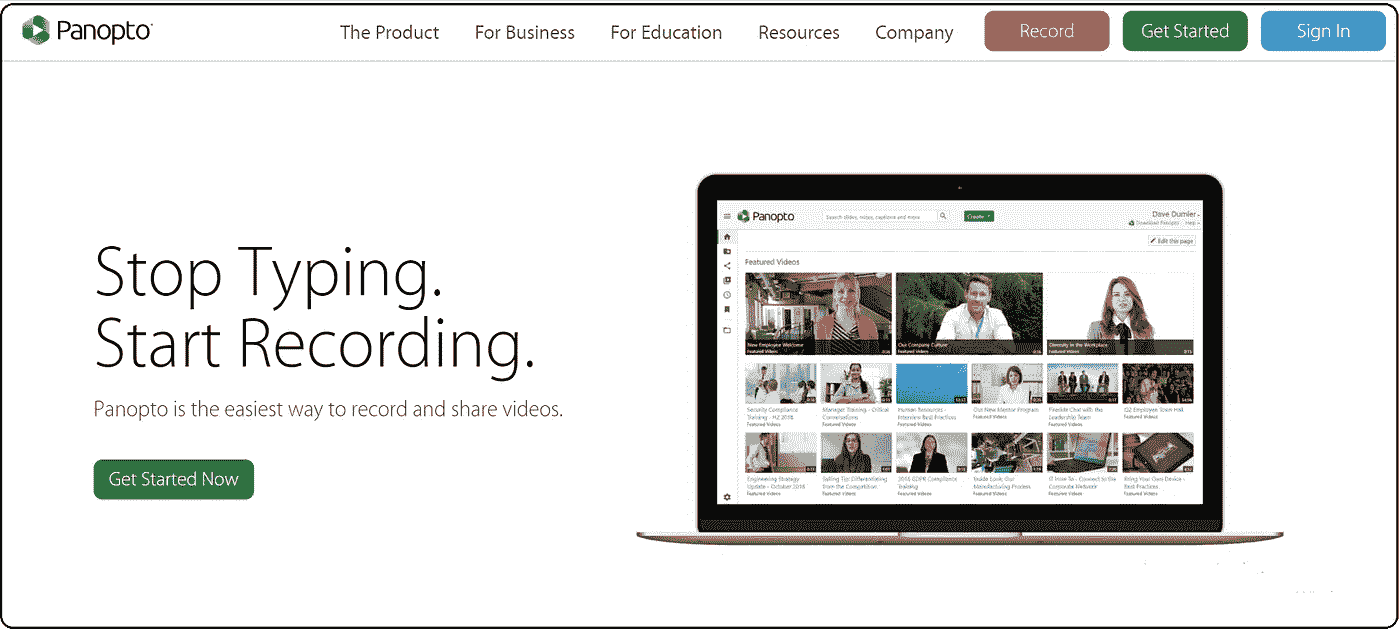 Panopto
The Product
For Business
For Education
Resources
Company
Record
Get Started
Sign In
Stop Typing.
Start Recording.
Panopto is the easiest way to record and share videos.
Get Started Now
Panopto
Search slides, notes, captions and more
Create
Dave Dumler
Download Panopto
Help
Edit this page
Featured Videos
New Employee Welcome
Featured Videos
Our Company Culture
Featured Videos
Diversity in the Workplace
Featured Videos
Security Compliance
Training - H2 2018
Featured Videos
Manager Training - Critical
Conversations
Featured Videos
Human Resources -
Interview Best Practices
Featured Videos
Our New Mentor Program
Featured Videos
Fireside Chat with the
Leadership Team
Featured Videos
Q2 Employee Town Hall
Featured Videos
Engineering Strategy
Update - October 2018
Featured Videos
Selling Tip: Differentiating
from the Competition
Featured Videos
2018 GDPR Compliance
Training
Featured Videos
Inside Look: Our
Manufacturing Process
Featured Videos
IT How To - Connect to the
Corporate Network
Featured Videos
Bring Your Own Device -
Best Practices
Featured Videos